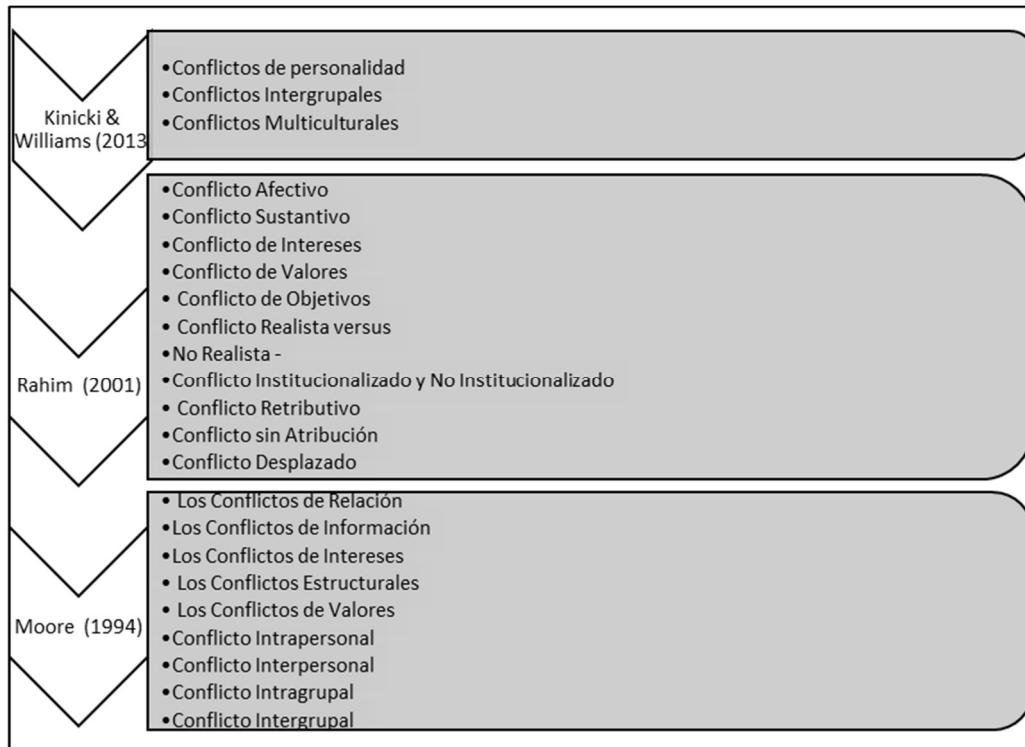 Kinicki &
Williams (2013
•Conflictos de personalidad
•Conflictos Intergrupales
•Conflictos Multiculturales
Rahim (2001)
•Conflicto Afectivo
•Conflicto Sustantivo
•Conflicto de Intereses
•Conflicto de Valores
• Conflicto de Objetivos
• Conflicto Realista versus
•No Realista -
•Conflicto Institucionalizado y No Institucionalizado
• Conflicto Retributivo
•Conflicto sin Atribución
•Conflicto Desplazado
Moore (1994)
• Los Conflictos de Relación
•Los Conflictos de Información
•Los Conflictos de Intereses
• Los Conflictos Estructurales
• Los Conflictos de Valores
•Conflicto Intrapersonal
•Conflicto Interpersonal
•Conflicto Intragrupal
•Conflicto Intergrupal